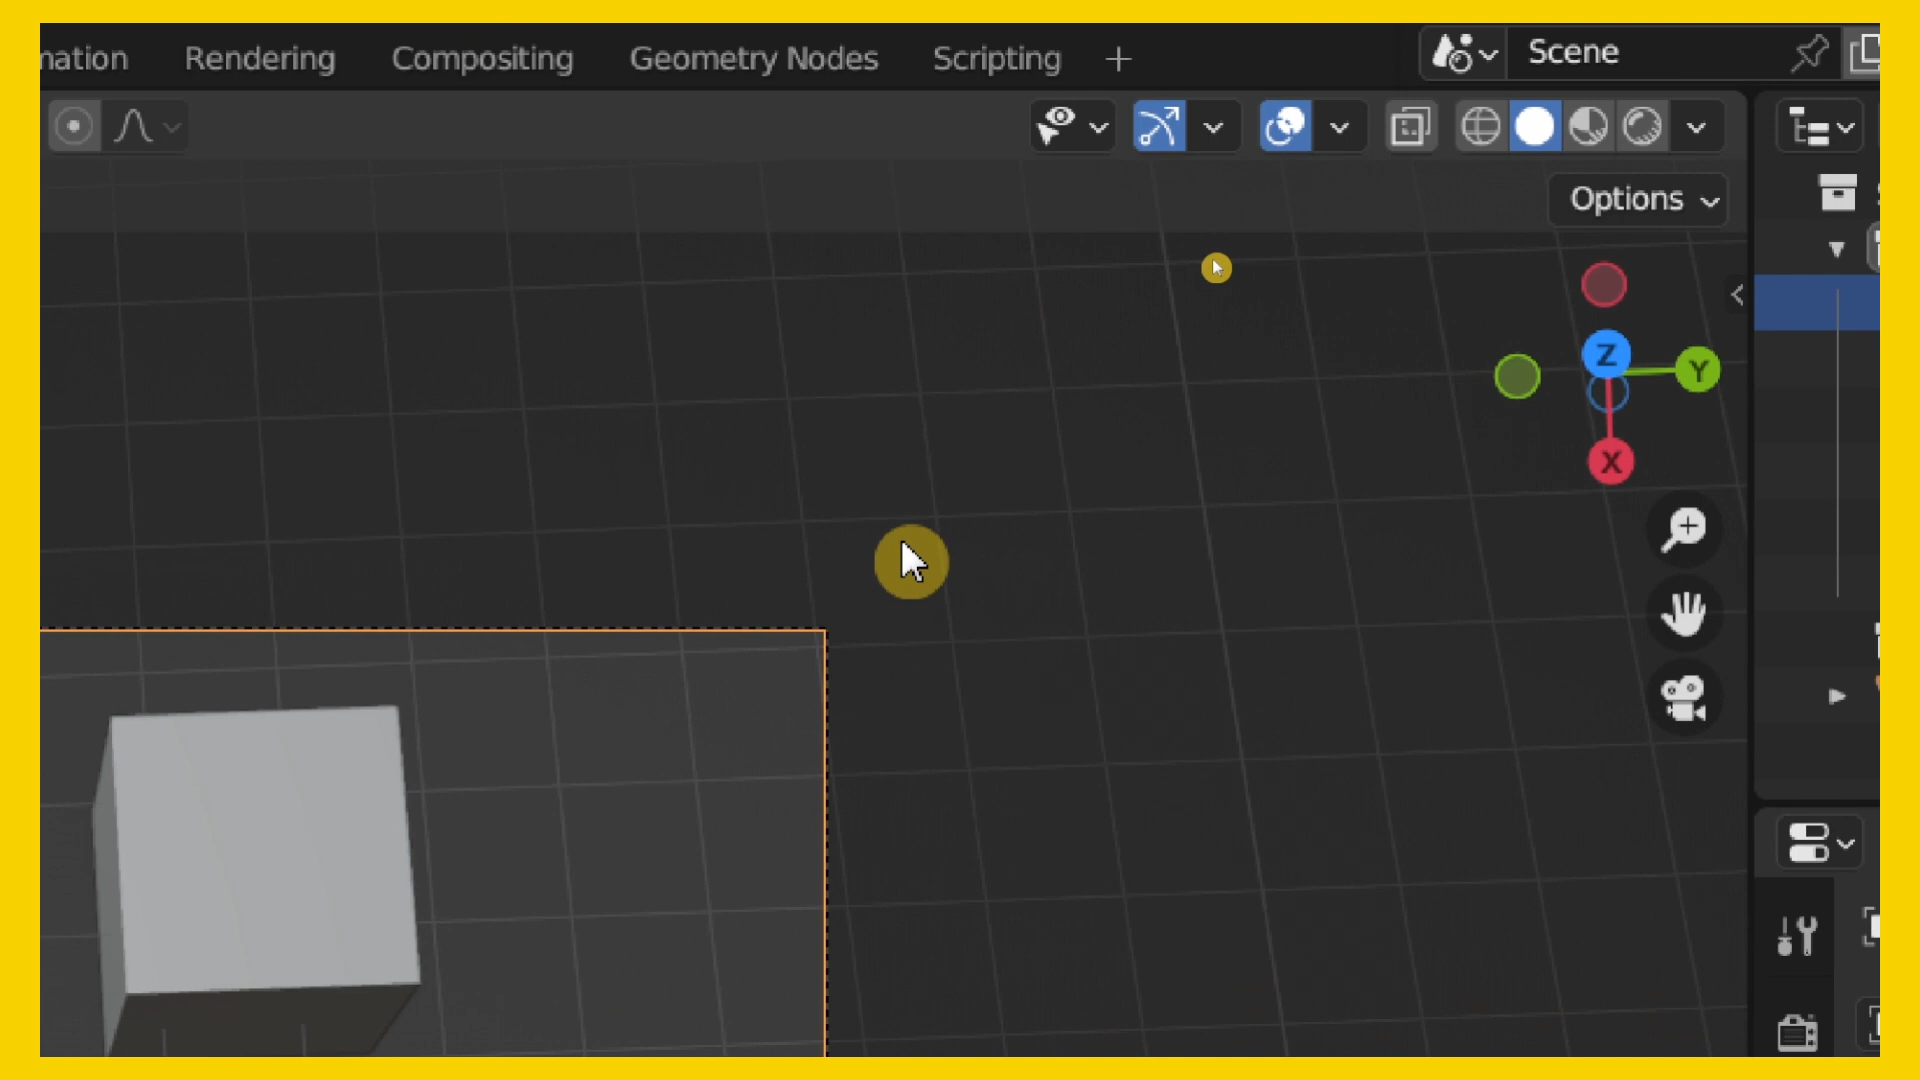 nation Rendering Compositing Geometry Nodes Scripting + Scene
Options
Z
Y
X